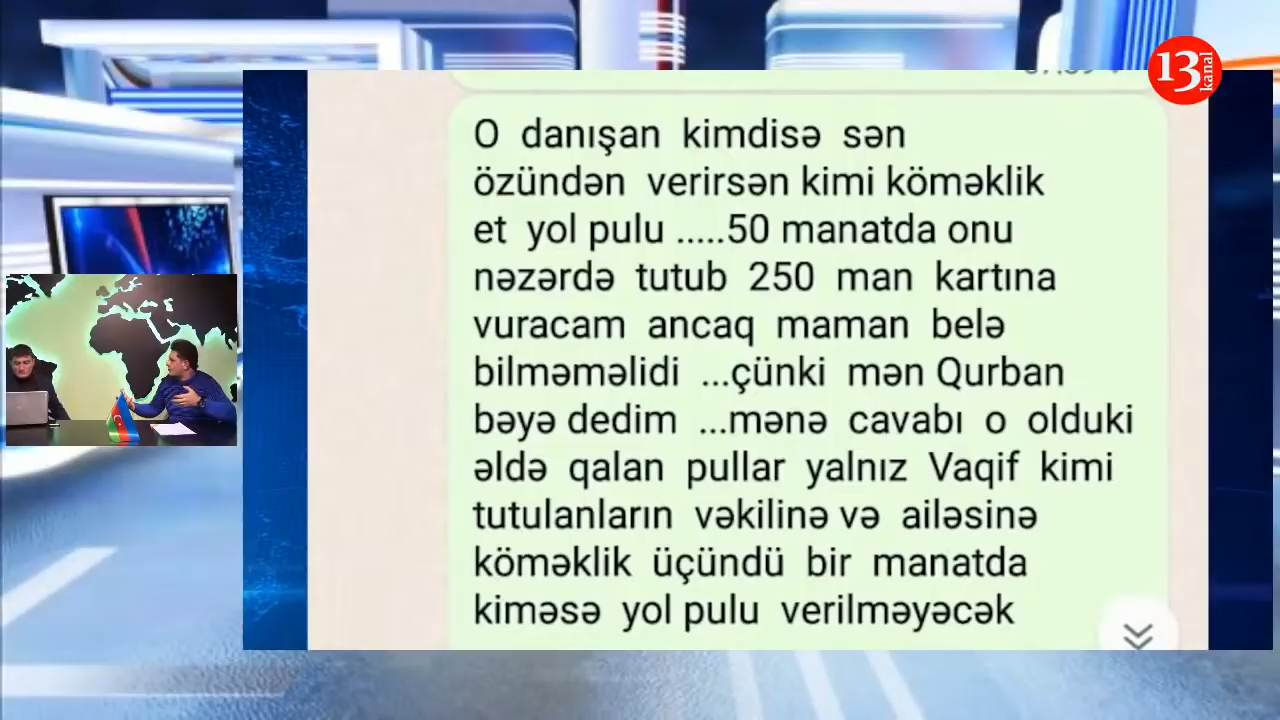 13 kanal
O danışan kimdisə sən
özündən verirsən kimi köməklik
et yol pulu .....50 manatda onu
nəzərdə tutub 250 man kartına
vuracam ancaq maman belə
bilməməlidi ...çünki mən Qurban
bəyə dedim ...mənə cavabı o olduki
əldə qalan pullar yalnız Vaqif kimi
tutulanların vəkilinə və ailəsinə
köməklik üçündü bir manatda
kiməsə yol pulu verilməyəcək